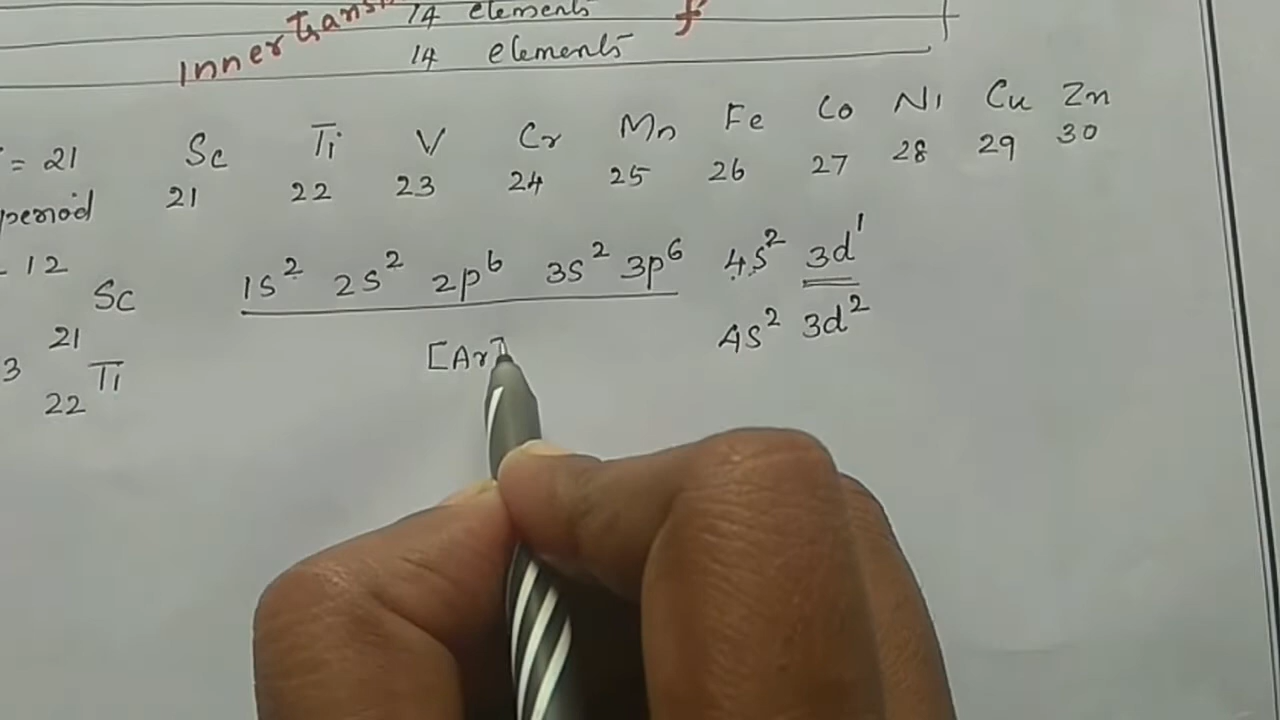 14 elements f
Inner
14 elements
= 21 Sc Ti V Cr Mn Fe Co Ni Cu Zn
period 21 22 23 24 25 26 27 28 29 30
- 12
Sc 1s² 2s² 2p⁶ 3s² 3p⁶ 4s² 3d¹
21
3 Ti [Ar] 4s² 3d²
22